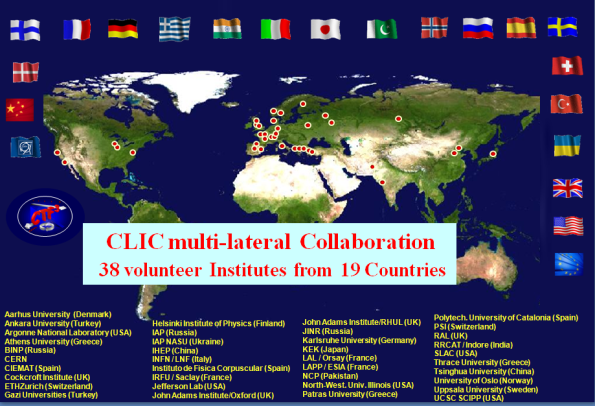 CTF3
CLIC multi-lateral Collaboration
38 volunteer Institutes from 19 Countries
Aarhus University (Denmark)
Ankara University (Turkey)
Argonne National Laboratory (USA)
Athens University (Greece)
BINP (Russia)
CERN
CIEMAT (Spain)
Cockcroft Institute (UK)
ETHZurich (Switzerland)
Gazi Universities (Turkey)
Helsinki Institute of Physics (Finland)
IAP (Russia)
IAP NASU (Ukraine)
IHEP (China)
INFN / LNF (Italy)
Instituto de Fisica Corpuscular (Spain)
IRFU / Saclay (France)
Jefferson Lab (USA)
John Adams Institute/Oxford (UK)
John Adams Institute/RHUL (UK)
JINR (Russia)
Karlsruhe University (Germany)
KEK (Japan)
LAL / Orsay (France)
LAPP / ESIA (France)
NCP (Pakistan)
North-West. Univ. Illinois (USA)
Patras University (Greece)
Polytech. University of Catalonia (Spain)
PSI (Switzerland)
RAL (UK)
RRCAT / Indore (India)
SLAC (USA)
Thrace University (Greece)
Tsinghua University (China)
University of Oslo (Norway)
Uppsala University (Sweden)
UCSC SCIPP (USA)